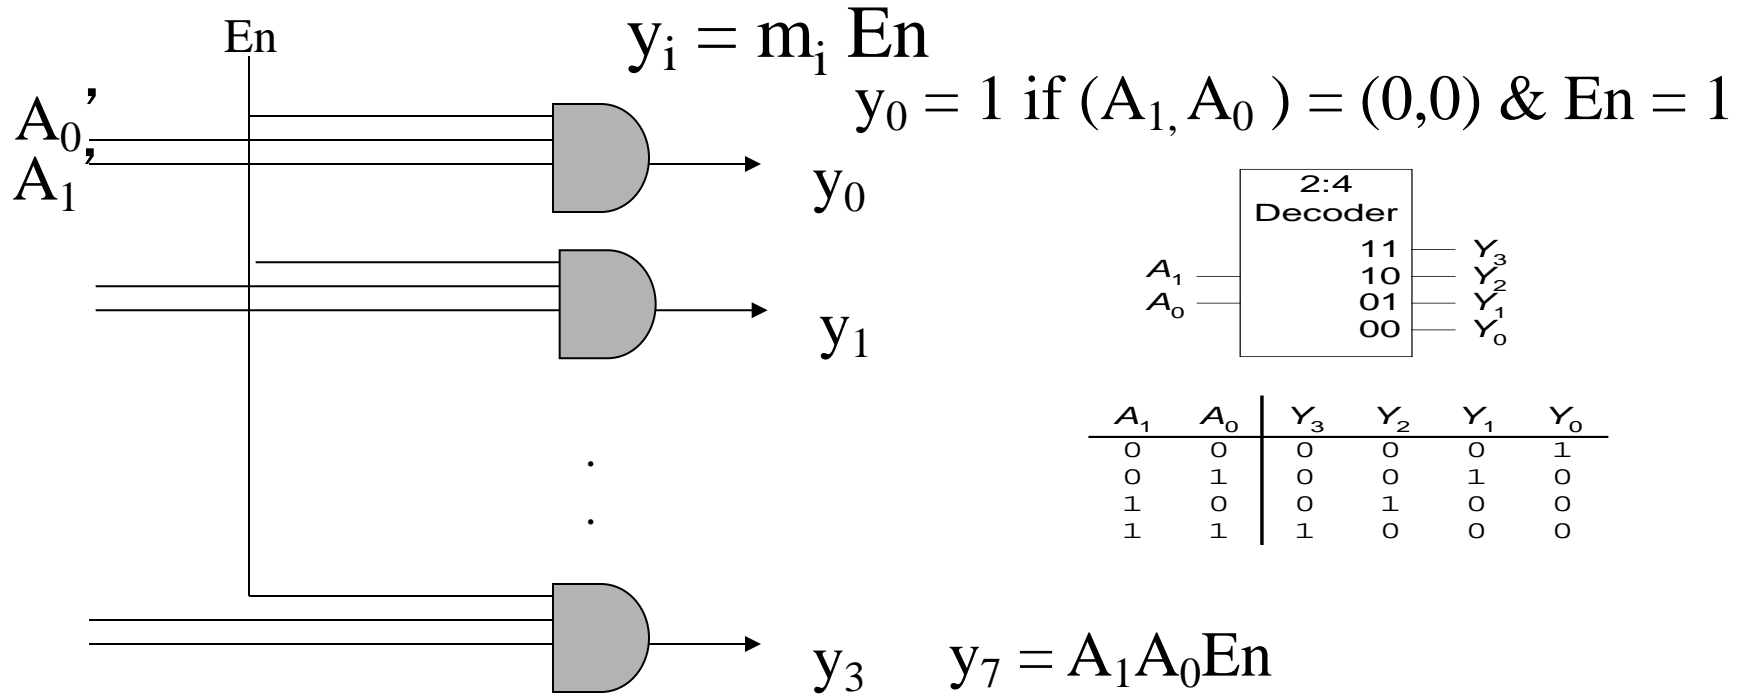 En
yᵢ = mᵢ En
y₀ = 1 if (A₁, A₀ ) = (0,0) & En = 1
A₀’
A₁’
y₀
y₁
.
.
y₃
y₇ = A₁A₀En
2:4
Decoder
11 Y₃
A₁ 10 Y₂
A₀ 01 Y₁
00 Y₀
A₁ A₀ Y₃ Y₂ Y₁ Y₀
0 0 0 0 0 1
0 1 0 0 1 0
1 0 0 1 0 0
1 1 1 0 0 0